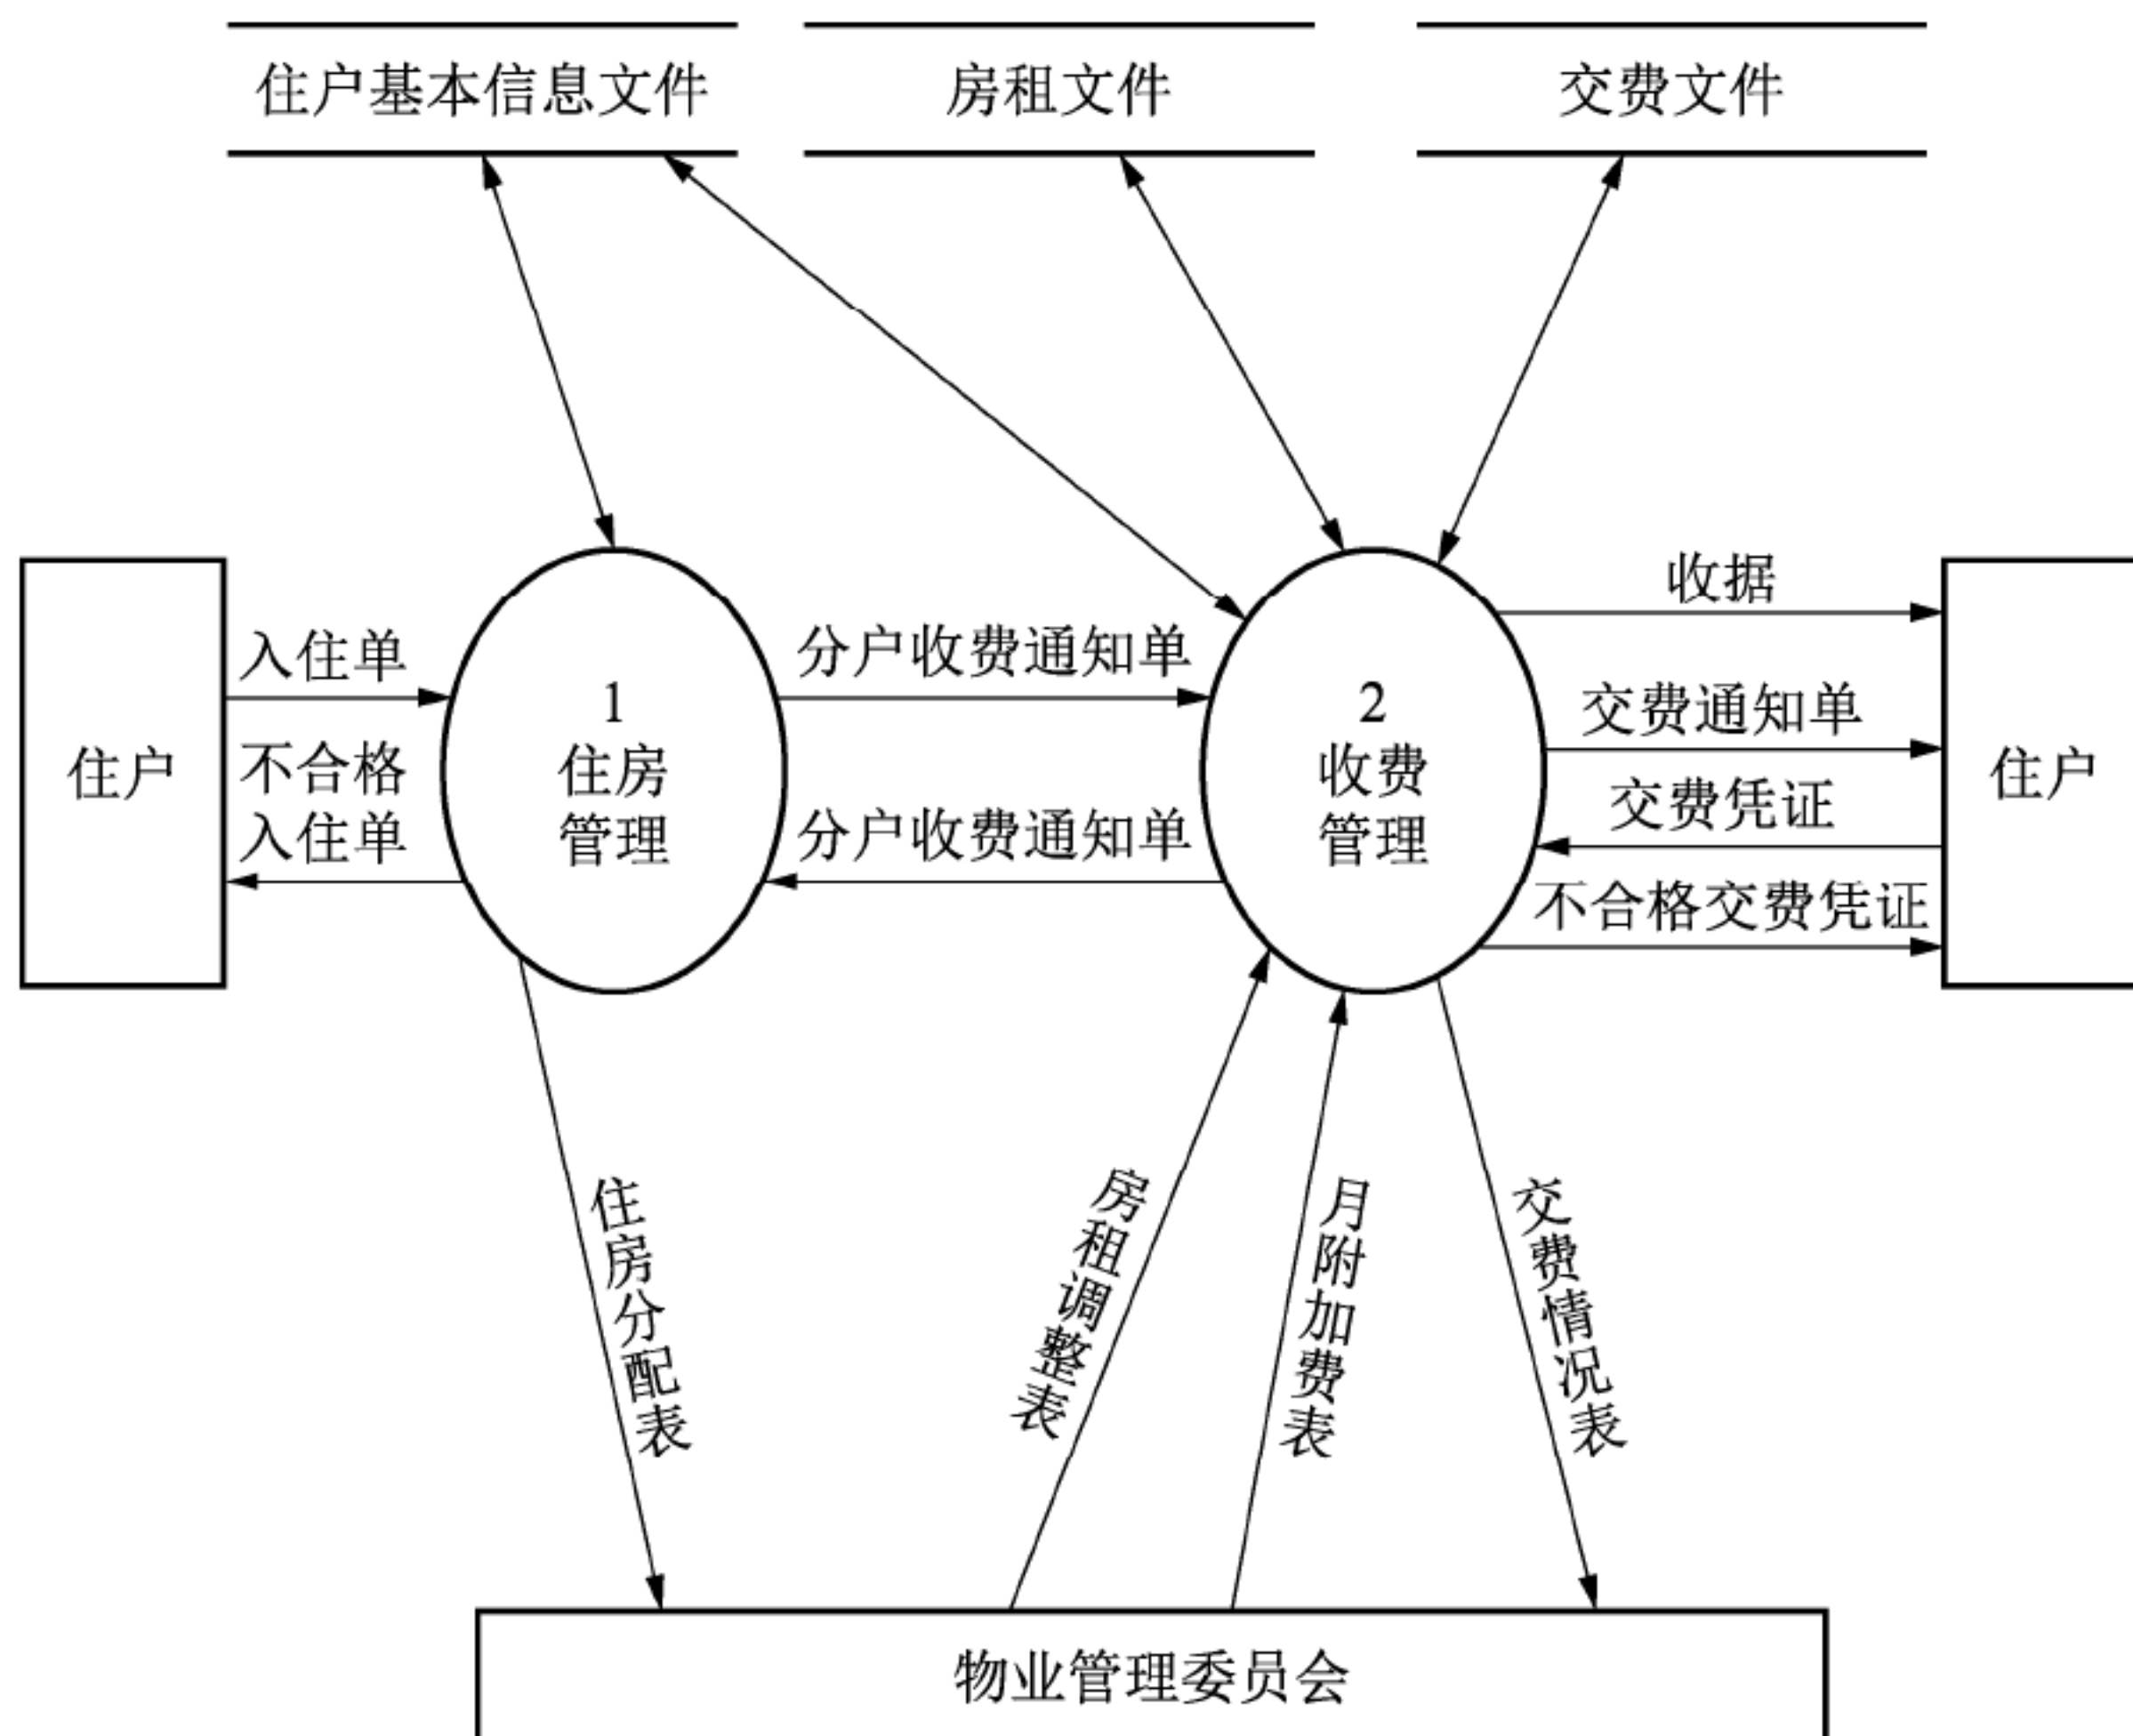 住户基本信息文件
房租文件
交费文件
住户
入住单
不合格
入住单
1
住房
管理
分户收费通知单
分户收费通知单
2
收费
管理
收据
交费通知单
交费凭证
不合格交费凭证
住户
住房分配表
房租调整表
月附加费表
交费情况表
物业管理委员会